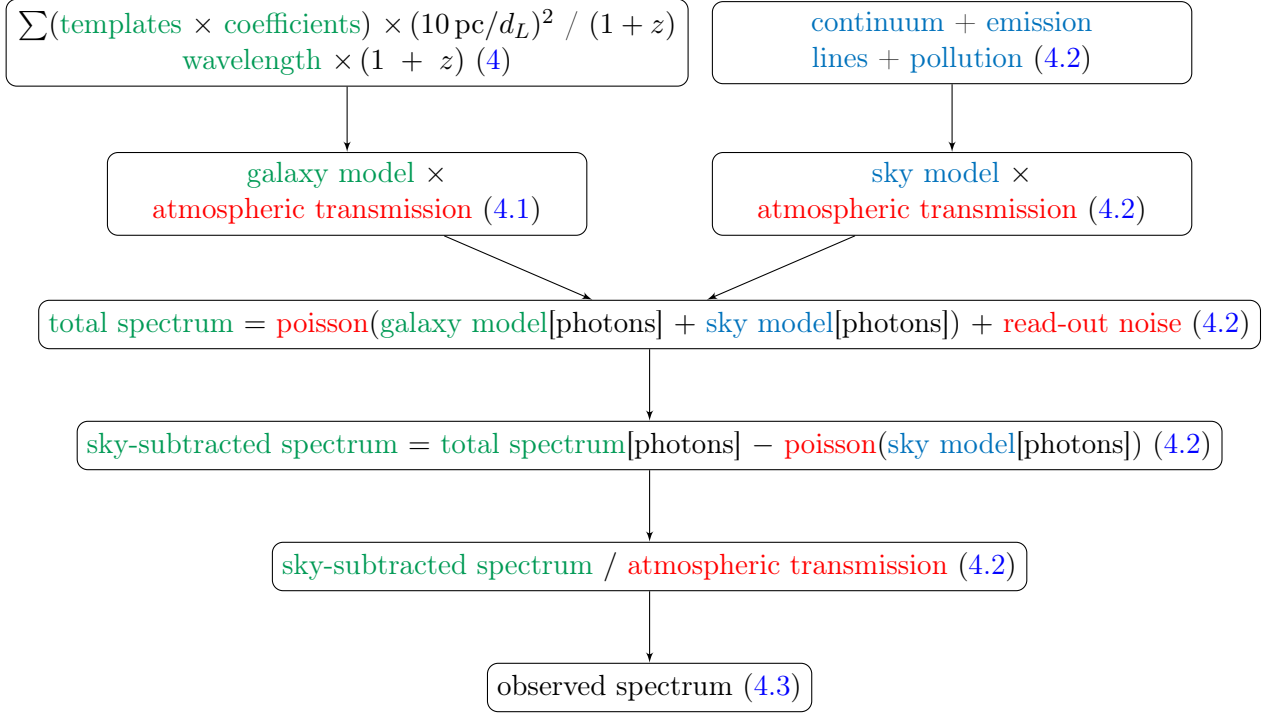 ∑(templates × coefficients) × (10 pc/d_L)² / (1 + z)
wavelength × (1 + z) (4)
continuum + emission
lines + pollution (4.2)
galaxy model ×
atmospheric transmission (4.1)
sky model ×
atmospheric transmission (4.2)
total spectrum = poisson(galaxy model[photons] + sky model[photons]) + read-out noise (4.2)
sky-subtracted spectrum = total spectrum[photons] − poisson(sky model[photons]) (4.2)
sky-subtracted spectrum / atmospheric transmission (4.2)
observed spectrum (4.3)